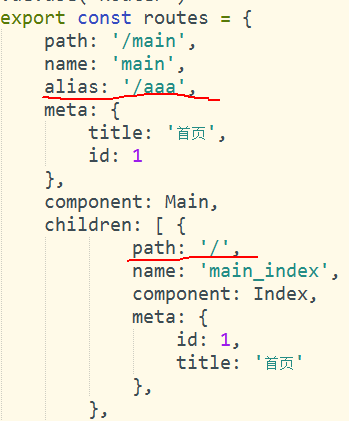 export const routes = {
path: '/main',
name: 'main',
alias: '/aaa',
meta: {
title: '首页',
id: 1
},
component: Main,
children: [ {
path: '/',
name: 'main_index',
component: Index,
meta: {
id: 1,
title: '首页'
},
},